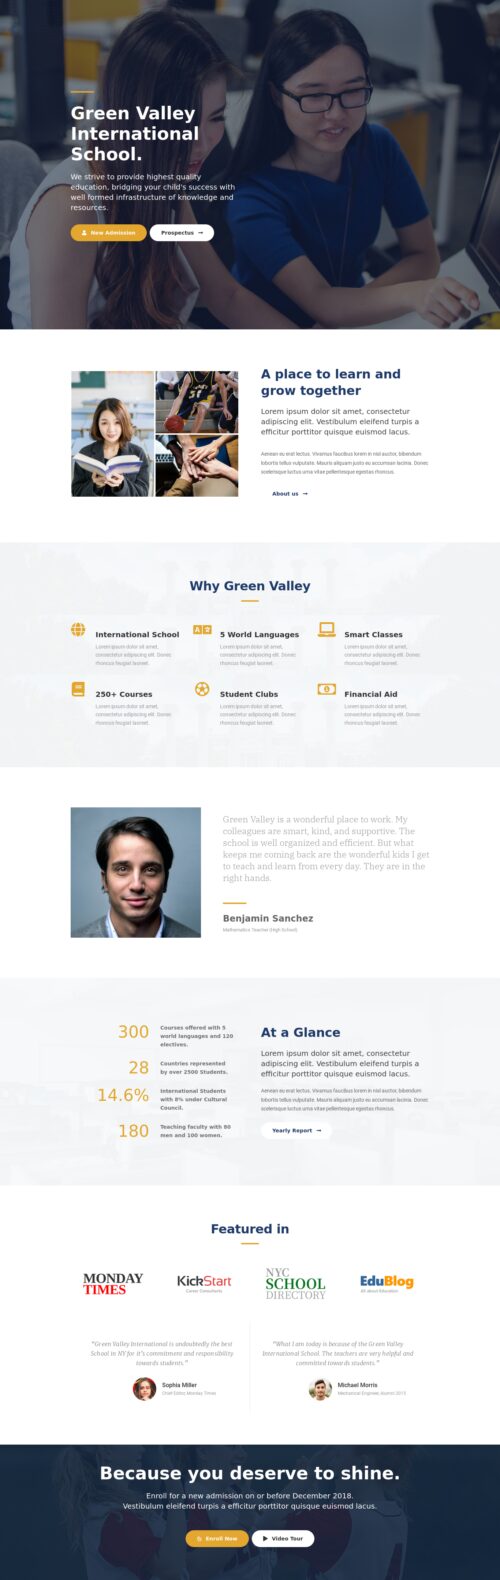 Green Valley
International
School.
We strive to provide highest quality
education, bridging your child's success with
well formed infrastructure of knowledge and
resources.
New Admission
Prospectus
A place to learn and
grow together
Lorem ipsum dolor sit amet, consectetur
adipiscing elit. Vestibulum eleifend turpis a
efficitur porttitor quisque euismod lacus.
Aenean eu erat lectus. Vivamus faucibus lorem in nisl auctor, bibendum
lobortis tellus vulputate. Mauris aliquam justo eu accumsan lacinia. Donec
scelerisque luctus urna vitae pellentesque egestas rhoncus.
About us
Why Green Valley
International School
Lorem ipsum dolor sit amet,
consectetur adipiscing elit. Donec
rhoncus feugiat laoreet.
5 World Languages
Lorem ipsum dolor sit amet,
consectetur adipiscing elit. Donec
rhoncus feugiat laoreet.
Smart Classes
Lorem ipsum dolor sit amet,
consectetur adipiscing elit. Donec
rhoncus feugiat laoreet.
250+ Courses
Lorem ipsum dolor sit amet,
consectetur adipiscing elit. Donec
rhoncus feugiat laoreet.
Student Clubs
Lorem ipsum dolor sit amet,
consectetur adipiscing elit. Donec
rhoncus feugiat laoreet.
Financial Aid
Lorem ipsum dolor sit amet,
consectetur adipiscing elit. Donec
rhoncus feugiat laoreet.
Green Valley is a wonderful place to work. My
colleagues are smart, kind, and supportive. The
school is well organized and efficient. But what
keeps me coming back are the wonderful kids I get
to teach and learn from every day. They are in the
right hands.
Benjamin Sanchez
Mathematics Teacher (High School)
300
Courses offered with 5
world languages and 120
electives.
28
Countries represented
by over 2500 Students.
14.6%
International Students
with 8% under Cultural
Council.
180
Teaching faculty with 80
men and 100 women.
At a Glance
Lorem ipsum dolor sit amet, consectetur
adipiscing elit. Vestibulum eleifend turpis a
efficitur porttitor quisque euismod lacus.
Aenean eu erat lectus. Vivamus faucibus lorem in nisl auctor, bibendum
lobortis tellus vulputate. Mauris aliquam justo eu accumsan lacinia. Donec
scelerisque luctus urna vitae pellentesque egestas rhoncus.
Yearly Report
Featured in
MONDAY
TIMES
KickStart
Career Consultants
NYC
SCHOOL
DIRECTORY
EduBlog
All about Education
"Green Valley International is undoubtedly the best
School in NY for it's commitment and responsibility
towards students."
Sophia Miller
Chief Editor, Monday Times
"What I am today is because of the Green Valley
International School. The teachers are very helpful and
committed towards students."
Michael Morris
Mechanical Engineer, Alumni 2015
Because you deserve to shine.
Enroll for a new admission on or before December 2018.
Vestibulum eleifend turpis a efficitur porttitor quisque euismod lacus.
Enroll Now
Video Tour